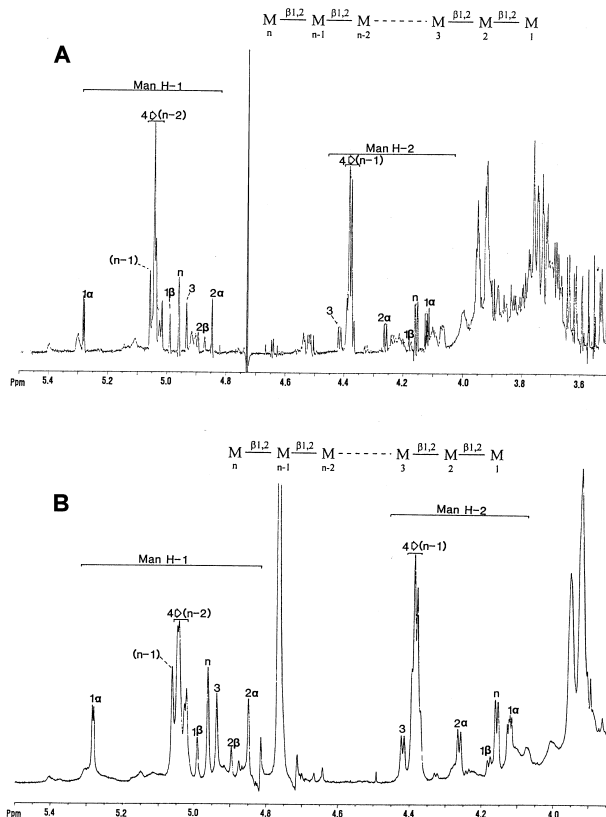 β1,2 β1,2 β1,2 β1,2
M M M M M M
n n-1 n-2 3 2 1
A
Man H-1
4▷(n-2)
Man H-2
4▷(n-1)
(n-1)
1α
1β
n
3
2β
2α
3
2α
1β
n
1α
Ppm 5.4 5.2 5.0 4.8 4.6 4.4 4.2 4.0 3.8 3.6
β1,2 β1,2 β1,2 β1,2
M M M M M M
n n-1 n-2 3 2 1
B
Man H-2
4▷(n-1)
Man H-1
4▷(n-2)
(n-1)
1α
1β
n
3
2β
2α
3
2α
1β
n
1α
Ppm 5.4 5.2 5.0 4.8 4.6 4.4 4.2 4.0